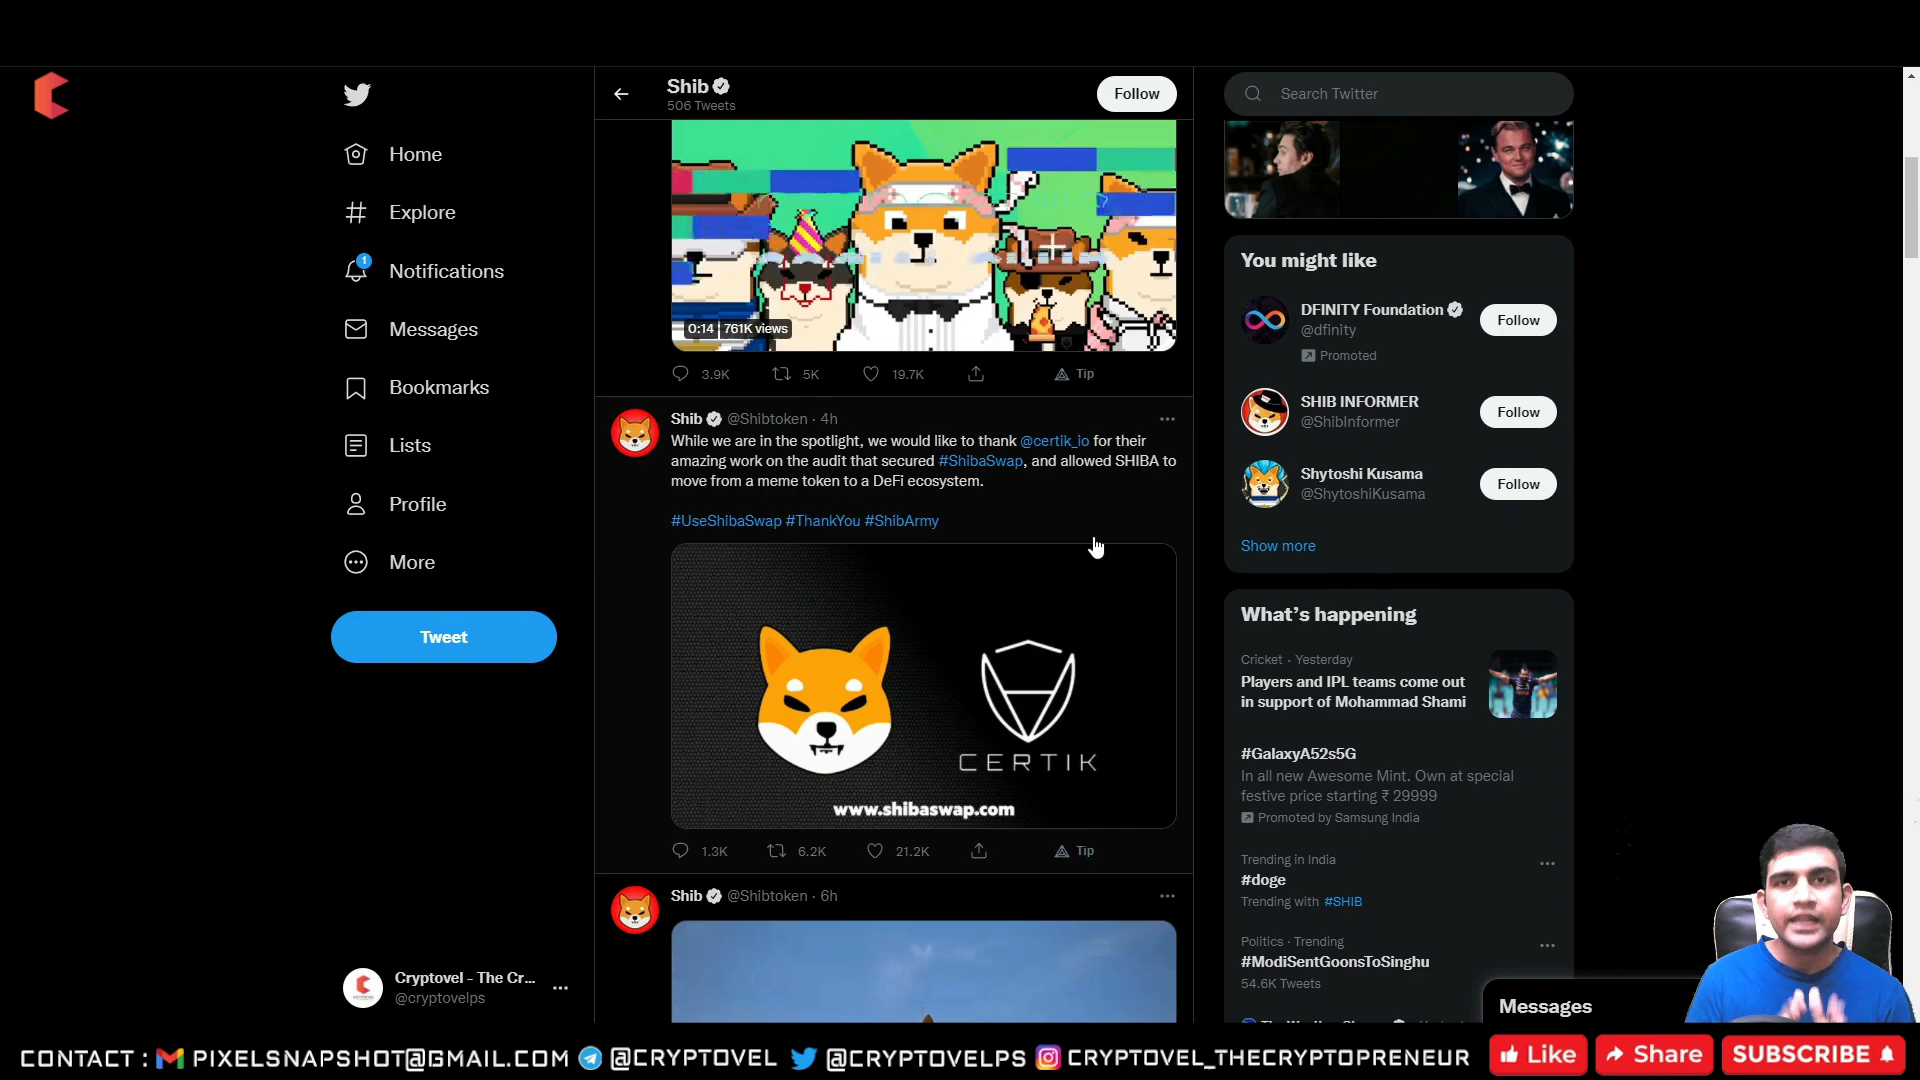 Home
Explore
1
Notifications
Messages
Bookmarks
Lists
Profile
More
Tweet
Cryptovel - The Cr...
@cryptovelps
Shib
506 Tweets
Follow
0:14 761K views
3.9K 5K 19.7K Tip
Shib @Shibtoken · 4h
While we are in the spotlight, we would like to thank @certik_io for their
amazing work on the audit that secured #ShibaSwap, and allowed SHIBA to
move from a meme token to a DeFi ecosystem.
#UseShibaSwap #ThankYou #ShibArmy
CERTIK
www.shibaswap.com
1.3K 6.2K 21.2K Tip
Shib @Shibtoken · 6h
Search Twitter
You might like
DFINITY Foundation
@dfinity
Promoted
Follow
SHIB INFORMER
@ShibInformer
Follow
Shytoshi Kusama
@ShytoshiKusama
Follow
Show more
What's happening
Cricket · Yesterday
Players and IPL teams come out
in support of Mohammad Shami
#GalaxyA52s5G
In all new Awesome Mint. Own at special
festive price starting ₹ 29999
Promoted by Samsung India
Trending in India
#doge
Trending with #SHIB
Politics · Trending
#ModiSentGoonsToSinghu
54.6K Tweets
Messages
CONTACT : PIXELSNAPSHOT@GMAIL.COM @CRYPTOVEL @CRYPTOVELPS CRYPTOVEL_THECRYPTOPRENEUR
Like Share SUBSCRIBE